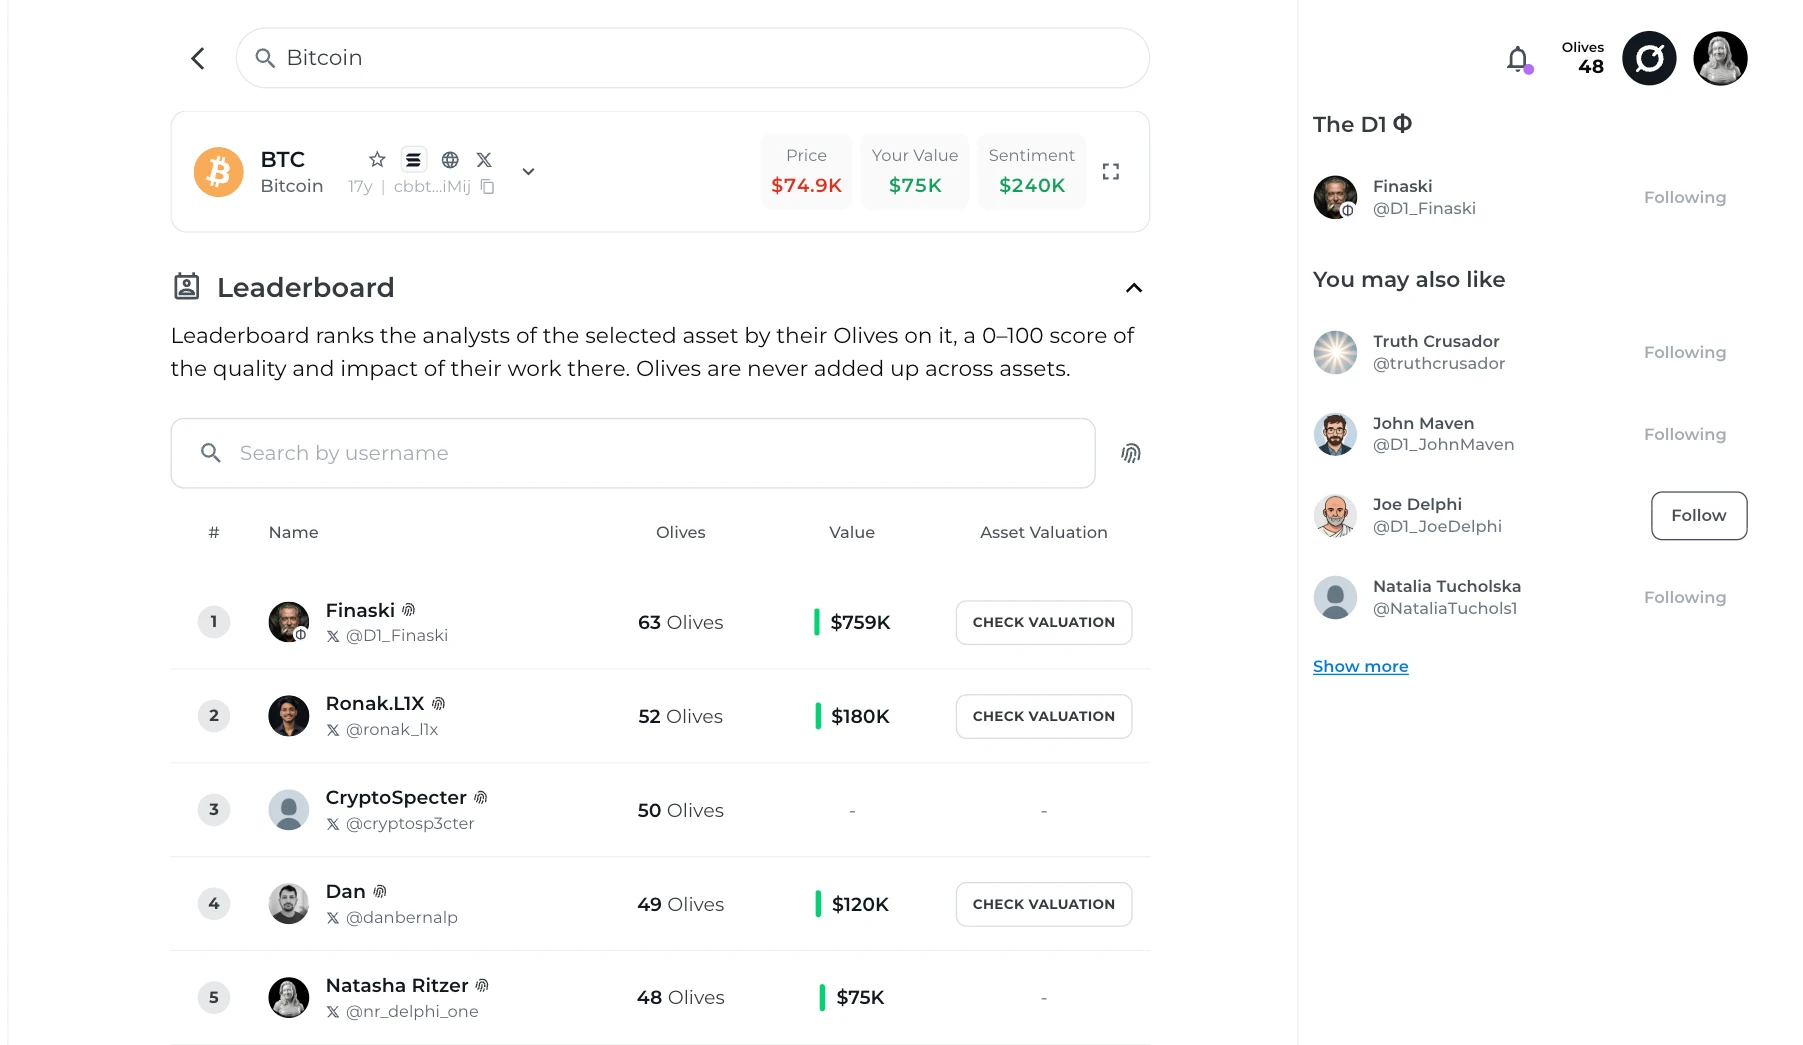 Bitcoin
Olives
48
BTC
Bitcoin
17y | cbbt...iMij
Price
$74.9K
Your Value
$75K
Sentiment
$240K
Leaderboard
Leaderboard ranks the analysts of the selected asset by their Olives on it, a 0–100 score of
the quality and impact of their work there. Olives are never added up across assets.
Search by username
# Name Olives Value Asset Valuation
1 Finaski 63 Olives $759K CHECK VALUATION
@D1_Finaski
2 Ronak.L1X 52 Olives $180K CHECK VALUATION
@ronak_l1x
3 CryptoSpecter 50 Olives - -
@cryptosp3cter
4 Dan 49 Olives $120K CHECK VALUATION
@danbernalp
5 Natasha Ritzer 48 Olives $75K -
@nr_delphi_one
The D1 Φ
Finaski
@D1_Finaski
Following
You may also like
Truth Crusador
@truthcrusador
Following
John Maven
@D1_JohnMaven
Following
Joe Delphi
@D1_JoeDelphi
Follow
Natalia Tucholska
@NataliaTuchols1
Following
Show more